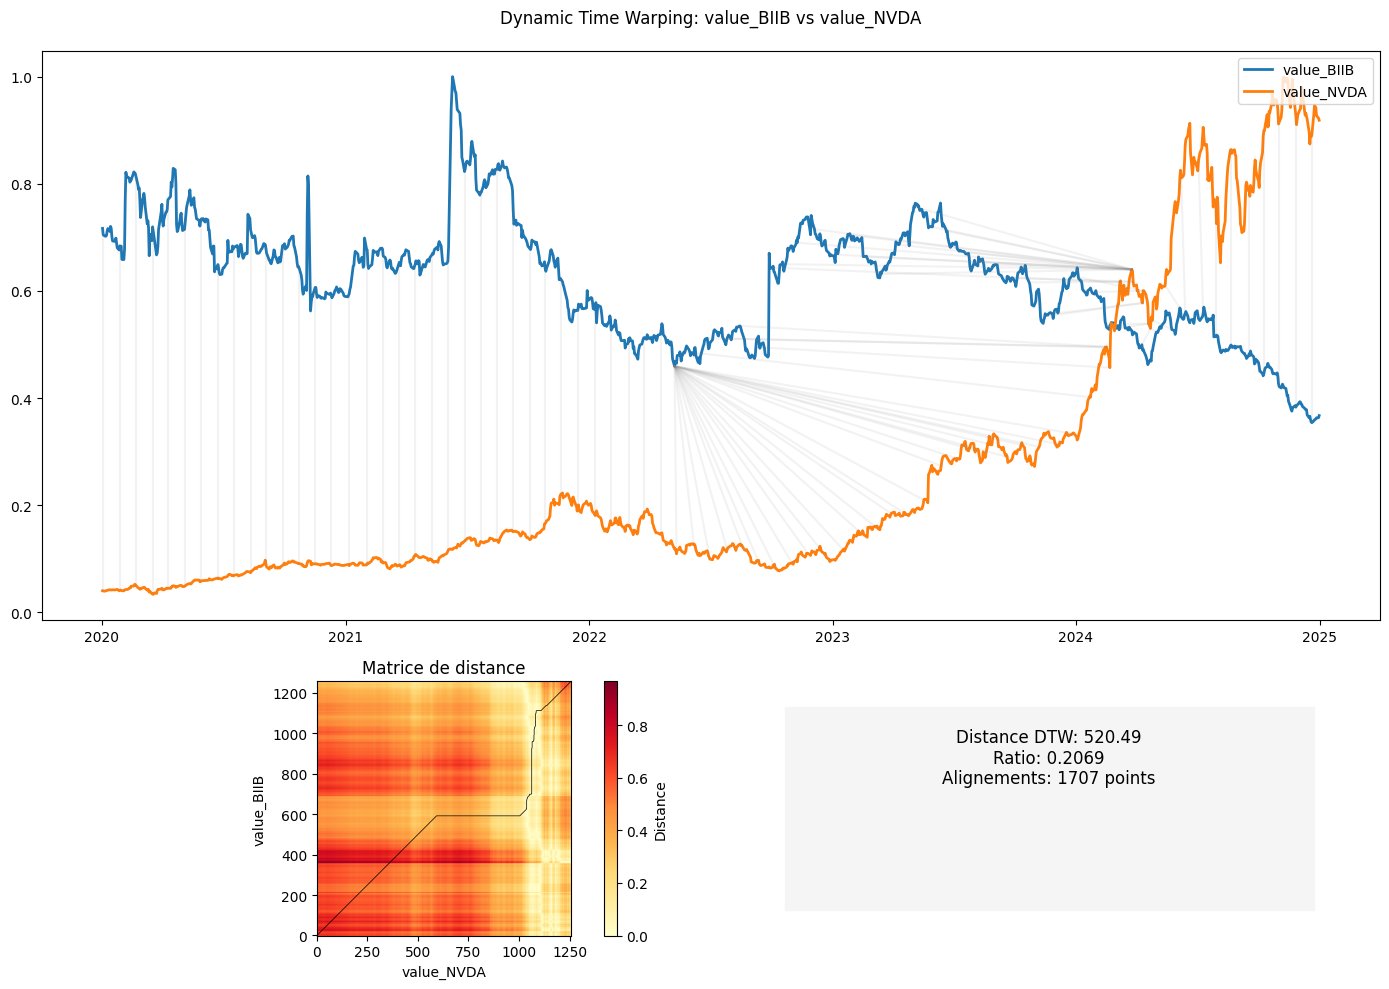 Dynamic Time Warping: value_BIIB vs value_NVDA
1.0
0.8
0.6
0.4
0.2
0.0
value_BIIB
value_NVDA
2020 2021 2022 2023 2024 2025
Matrice de distance
1200
1000
800
600
400
200
0
value_BIIB
0 250 500 750 1000 1250
value_NVDA
0.8
0.6
0.4
0.2
0.0
Distance
Distance DTW: 520.49
Ratio: 0.2069
Alignements: 1707 points